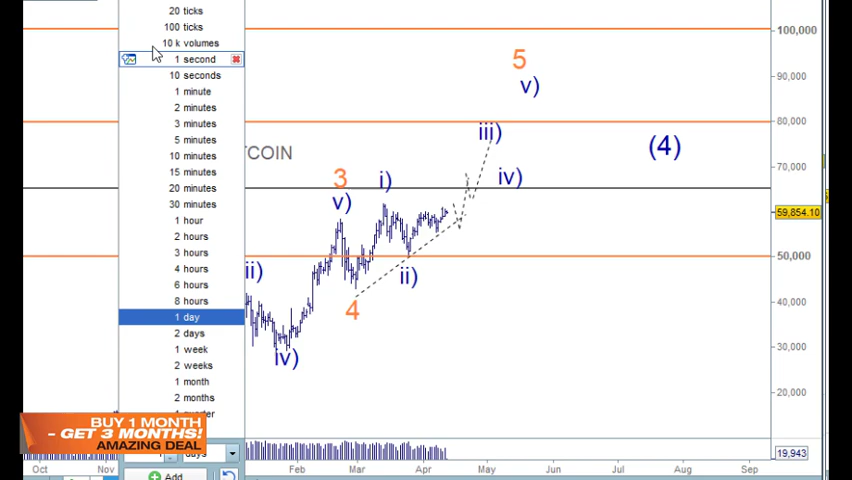 20 ticks
100 ticks
10 k volumes
1 second
10 seconds
1 minute
2 minutes
3 minutes
5 minutes
10 minutes
15 minutes
20 minutes
30 minutes
1 hour
2 hours
3 hours
4 hours
6 hours
8 hours
1 day
2 days
1 week
2 weeks
1 month
2 months
BUY 1 MONTH
- GET 3 MONTHS!
AMAZING DEAL
days
Add
TCOIN
ii)
iv)
3
v)
4
i)
ii)
iii)
iv)
5
v)
(4)
100,000
90,000
80,000
70,000
59,854.10
50,000
40,000
30,000
20,000
19,943
Oct
Nov
Feb
Mar
Apr
May
Jun
Jul
Aug
Sep